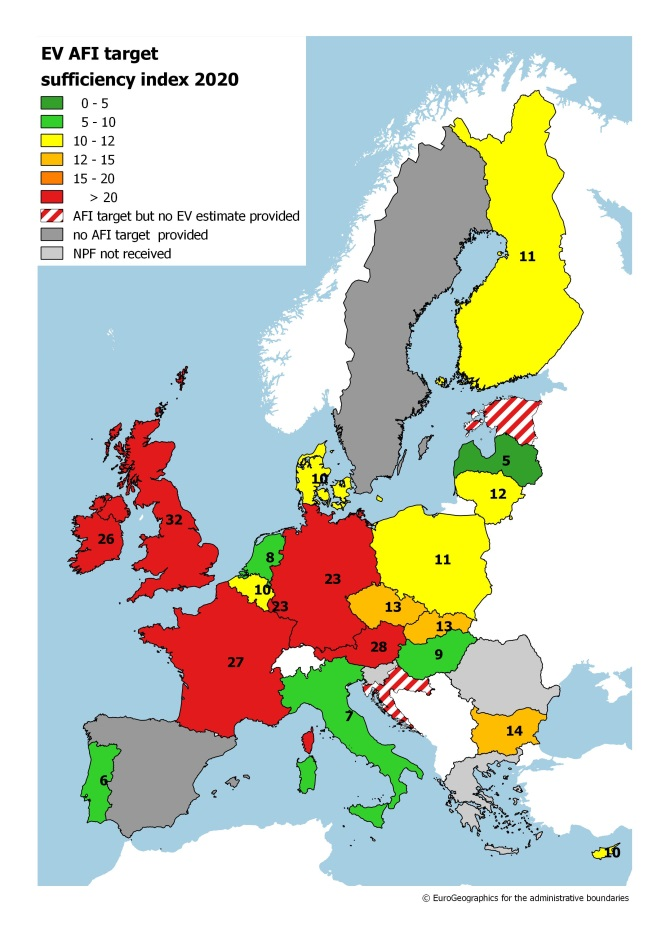 EV AFI target
sufficiency index 2020
0 - 5
5 - 10
10 - 12
12 - 15
15 - 20
> 20
AFI target but no EV estimate provided
no AFI target provided
NPF not received
11
5
12
10
32
26
8
11
23
10
23
13
13
28
9
27
7
14
6
10
© EuroGeographics for the administrative boundaries